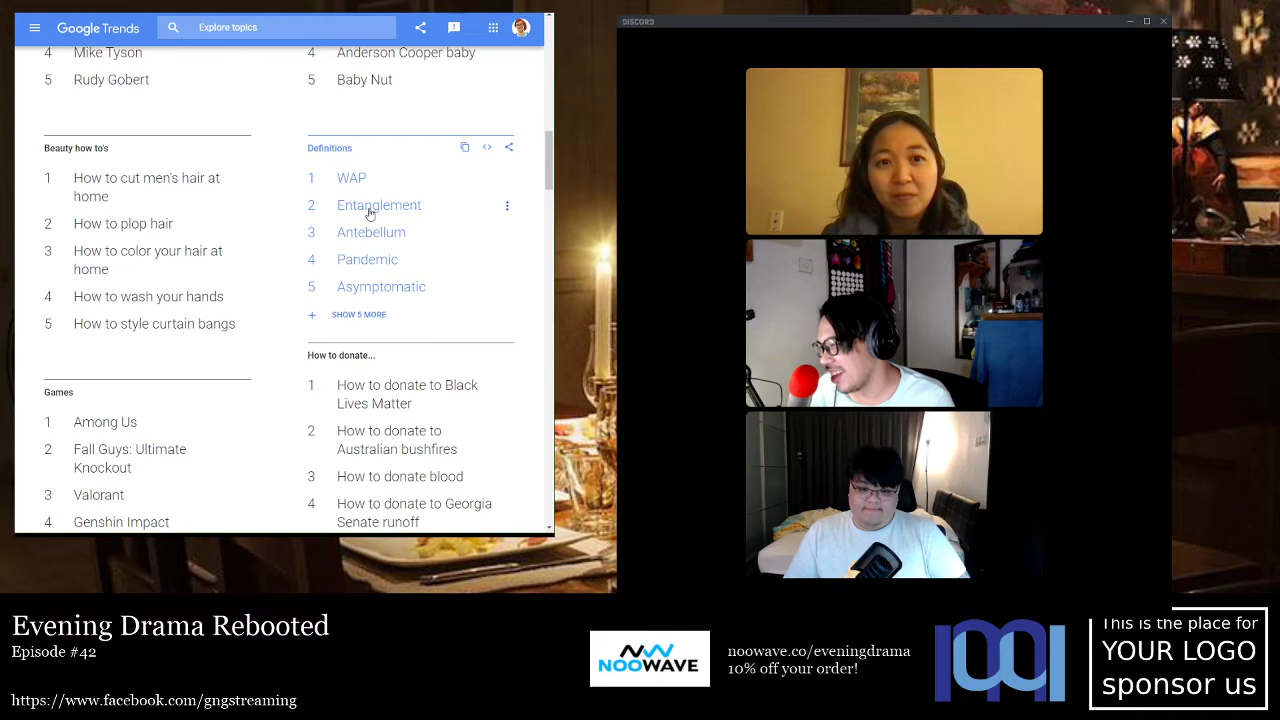 Google Trends
Explore topics
4 Mike Tyson
5 Rudy Gobert
4 Anderson Cooper baby
5 Baby Nut
Beauty how to's
1 How to cut men's hair at
home
2 How to plop hair
3 How to color your hair at
home
4 How to wash your hands
5 How to style curtain bangs
Definitions
1 WAP
2 Entanglement
3 Antebellum
4 Pandemic
5 Asymptomatic
+ SHOW 5 MORE
Games
1 Among Us
2 Fall Guys: Ultimate
Knockout
3 Valorant
4 Genshin Impact
How to donate...
1 How to donate to Black
Lives Matter
2 How to donate to
Australian bushfires
3 How to donate blood
4 How to donate to Georgia
Senate runoff
DISCORD
Evening Drama Rebooted
Episode #42
https://www.facebook.com/gngstreaming
NOOWAVE
noowave.co/eveningdrama
10% off your order!
This is the place for
YOUR LOGO
sponsor us